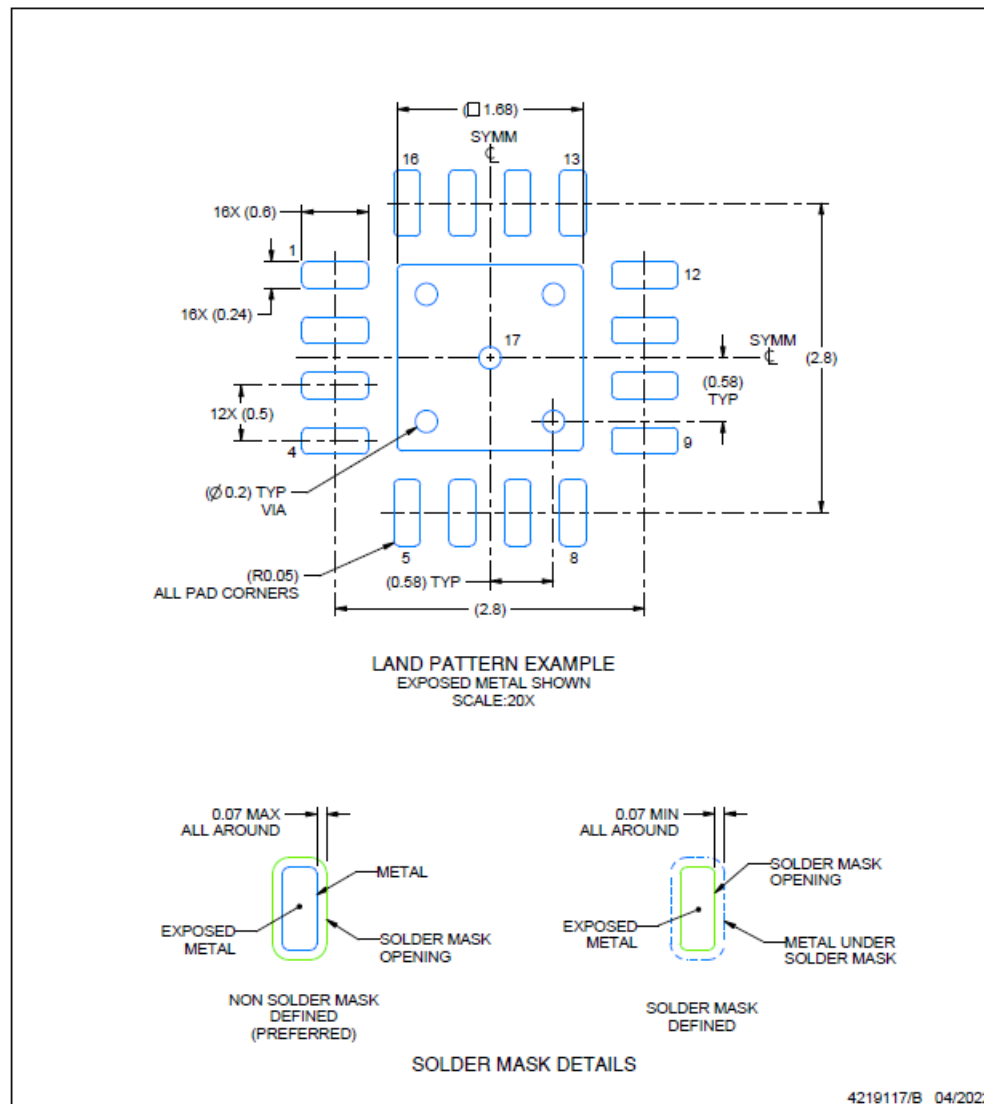 (□ 1.68)
SYMM
℄
16
13
16X (0.6)
1
12
16X (0.24)
17
SYMM
℄
(2.8)
(0.58)
TYP
12X (0.5)
4
9
(Ø 0.2) TYP
VIA
5
8
(R0.05)
ALL PAD CORNERS
(0.58) TYP
(2.8)
LAND PATTERN EXAMPLE
EXPOSED METAL SHOWN
SCALE:20X
0.07 MAX
ALL AROUND
METAL
EXPOSED
METAL
SOLDER MASK
OPENING
NON SOLDER MASK
DEFINED
(PREFERRED)
0.07 MIN
ALL AROUND
SOLDER MASK
OPENING
EXPOSED
METAL
METAL UNDER
SOLDER MASK
SOLDER MASK
DEFINED
SOLDER MASK DETAILS
4219117/B 04/202